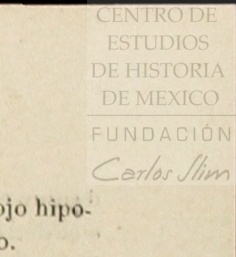 CENTRO DE
ESTUDIOS
DE HISTORIA
DE MEXICO
FUNDACIÓN
Carlos Slim
ojo hipo-
o.